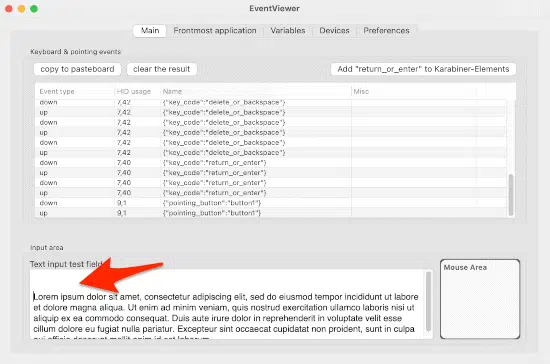 EventViewer
Main Frontmost application Variables Devices Preferences
Keyboard & pointing events
copy to pasteboard clear the result Add "return_or_enter" to Karabiner-Elements
Event type HID usage Name Misc
down 7,42 {"key_code":"delete_or_backspace"}
up 7,42 {"key_code":"delete_or_backspace"}
down 7,42 {"key_code":"delete_or_backspace"}
up 7,42 {"key_code":"delete_or_backspace"}
down 7,42 {"key_code":"delete_or_backspace"}
up 7,42 {"key_code":"delete_or_backspace"}
down 7,40 {"key_code":"return_or_enter"}
up 7,40 {"key_code":"return_or_enter"}
down 7,40 {"key_code":"return_or_enter"}
up 7,40 {"key_code":"return_or_enter"}
down 9,1 {"pointing_button":"button1"}
up 9,1 {"pointing_button":"button1"}
Input area
Text input test field
Mouse Area
Lorem ipsum dolor sit amet, consectetur adipiscing elit, sed do eiusmod tempor incididunt ut labore
et dolore magna aliqua. Ut enim ad minim veniam, quis nostrud exercitation ullamco laboris nisi ut
aliquip ex ea commodo consequat. Duis aute irure dolor in reprehenderit in voluptate velit esse
cillum dolore eu fugiat nulla pariatur. Excepteur sint occaecat cupidatat non proident, sunt in culpa